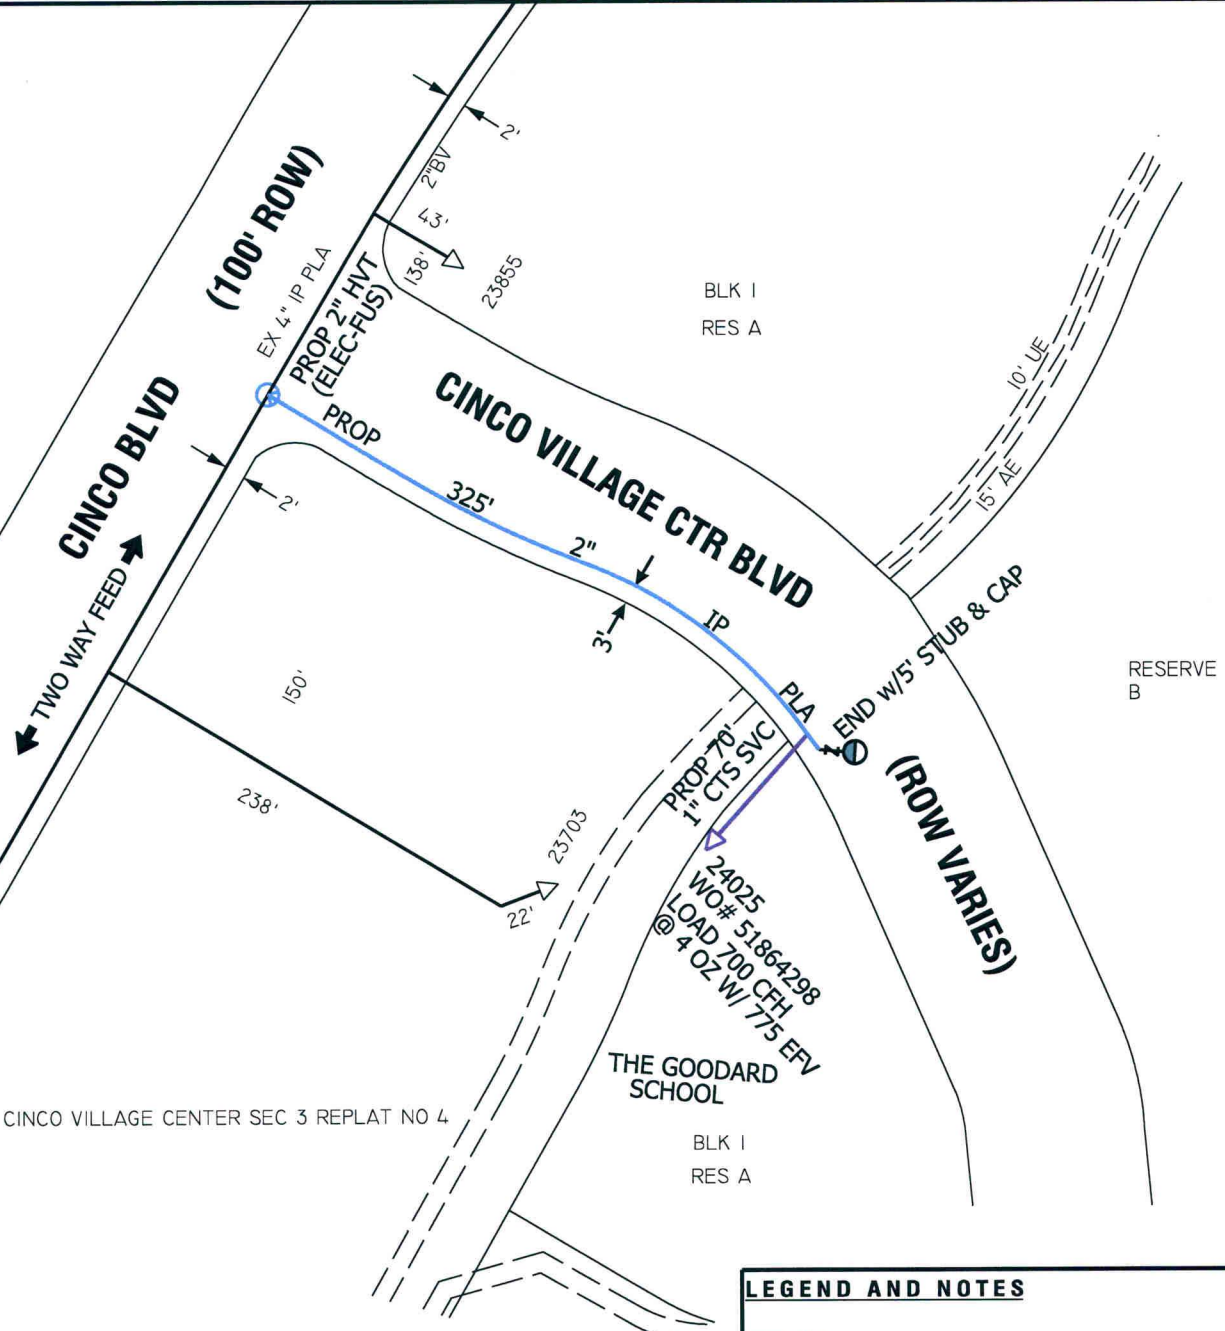 2'
2"BV
(100' ROW)
43'
138'
23855
EX 4" IP PLA
PROP 2" HVT
(ELEC-FUS)
BLK I
RES A
10' UE
15' AE
CINCO BLVD
PROP
325'
2"
IP
PLA
CINCO VILLAGE CTR BLVD
2'
3'
TWO WAY FEED
END w/5' STUB & CAP
RESERVE
B
150'
PROP 70'
1" CTS SVC
(ROW VARIES)
238'
23703
22'
24025
WO# 51864298
LOAD 700 CFH
@ 4 OZ W/ 775 EFV
THE GOODARD
SCHOOL
CINCO VILLAGE CENTER SEC 3 REPLAT NO 4
BLK I
RES A
LEGEND AND NOTES